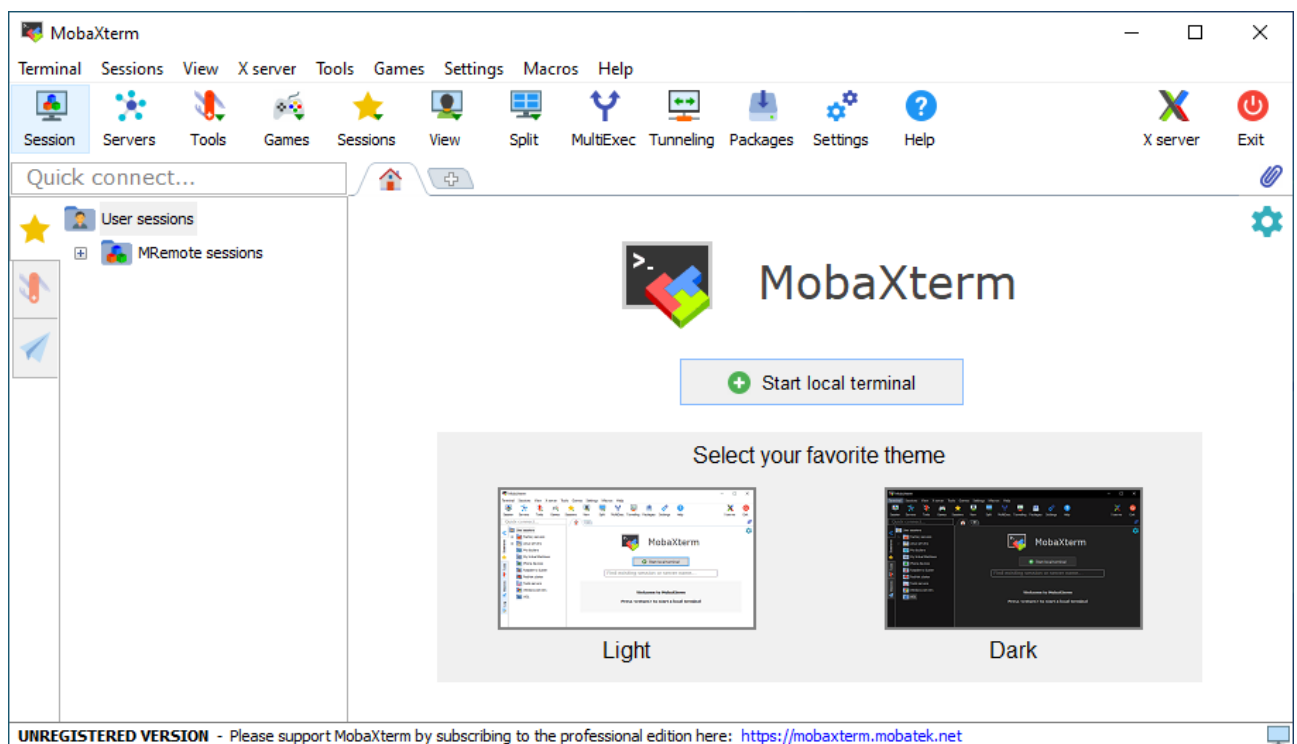 MobaXterm
Terminal Sessions View X server Tools Games Settings Macros Help
Session Servers Tools Games Sessions View Split MultiExec Tunneling Packages Settings Help X server Exit
Quick connect...
User sessions
MRemote sessions
>_
MobaXterm
Start local terminal
Select your favorite theme
MobaXterm
MobaXterm
Light
Dark
UNREGISTERED VERSION - Please support MobaXterm by subscribing to the professional edition here: https://mobaxterm.mobatek.net